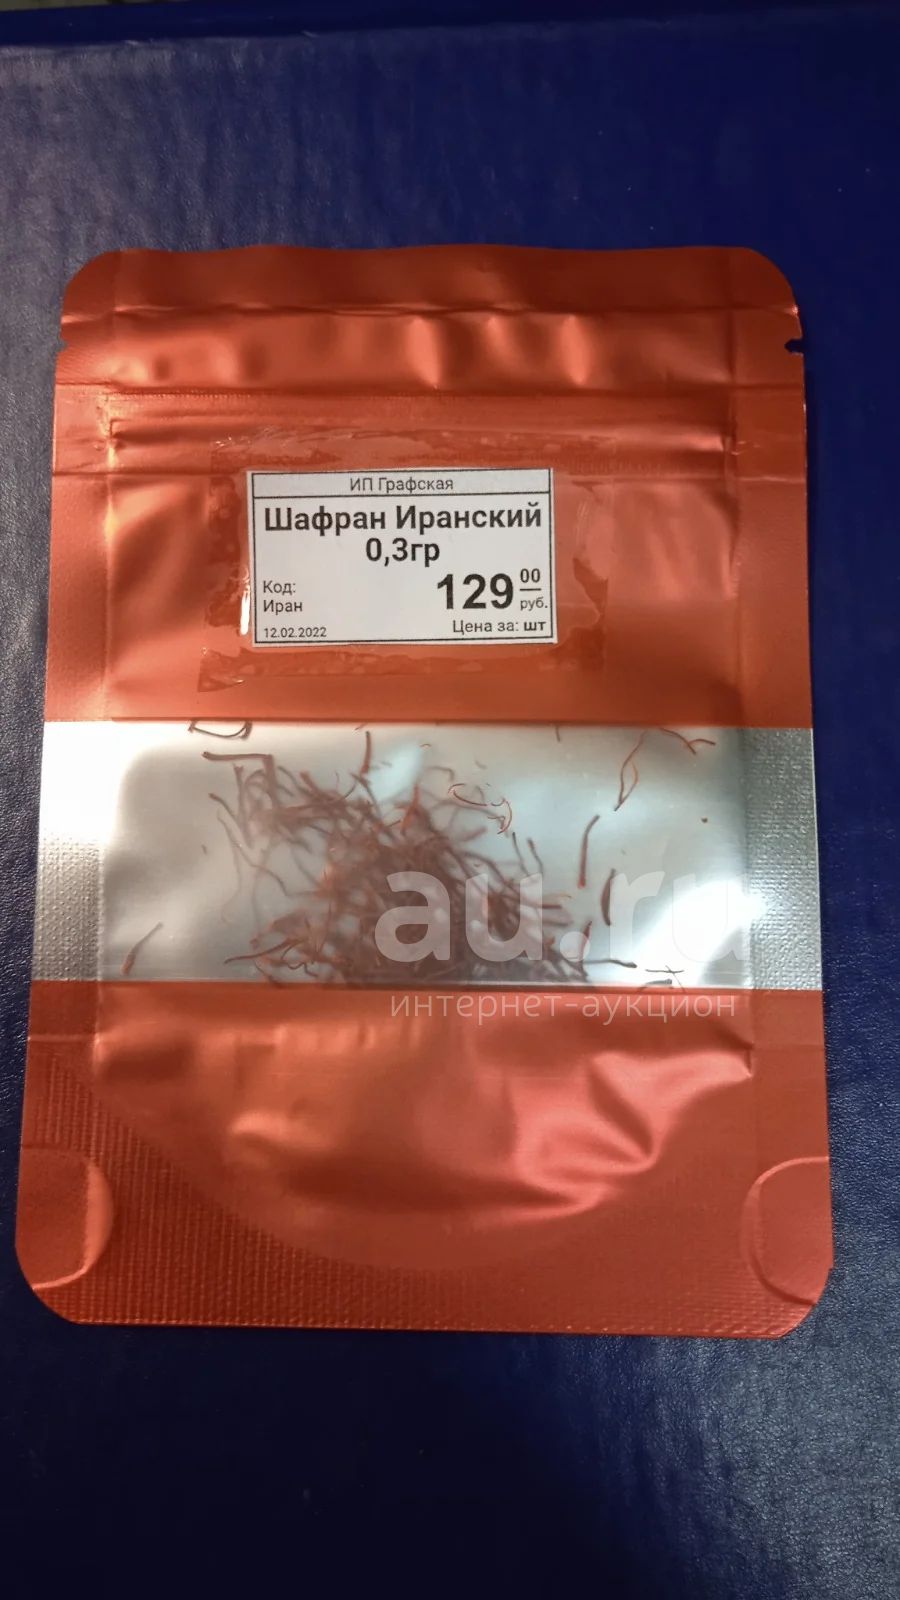 ИП Графская
Шафран Иранский
0,3гр
Код:
Иран
129 00
руб.
12.02.2022
Цена за: шт
au.ru
интернет-аукцион